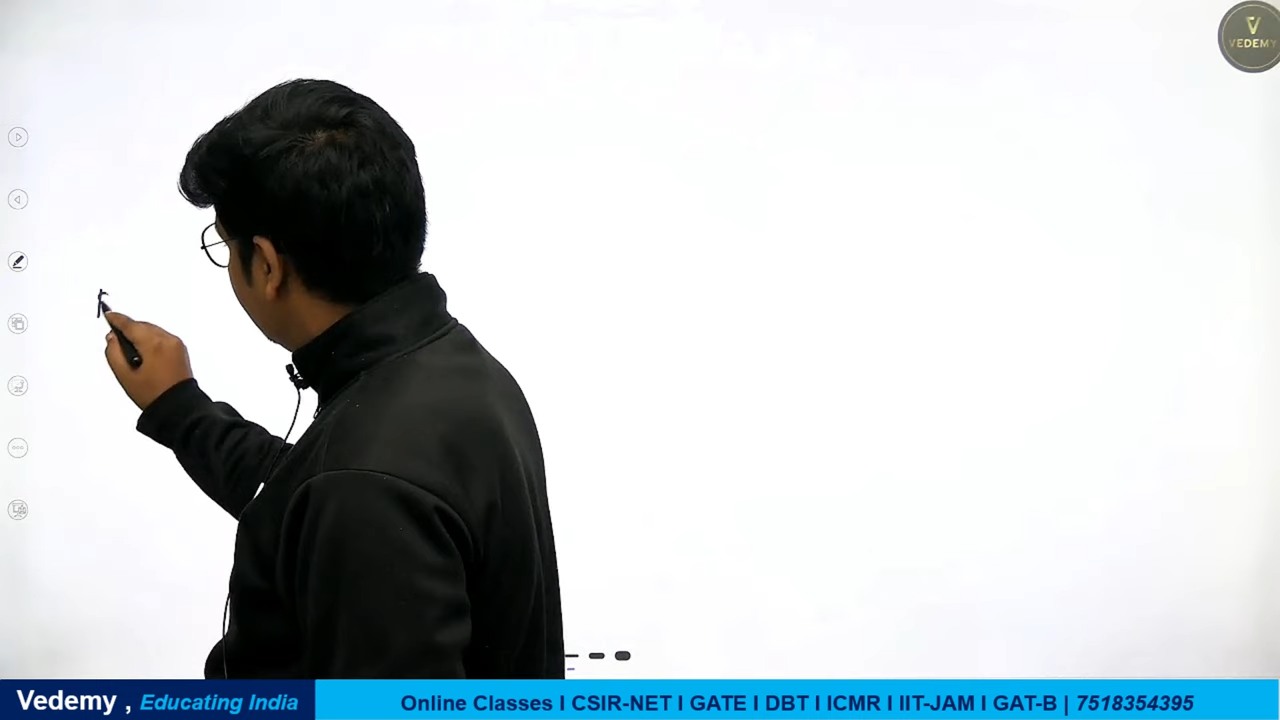 VEDEMY
Vedemy , Educating India
Online Classes I CSIR-NET I GATE I DBT I ICMR I IIT-JAM I GAT-B | 7518354395